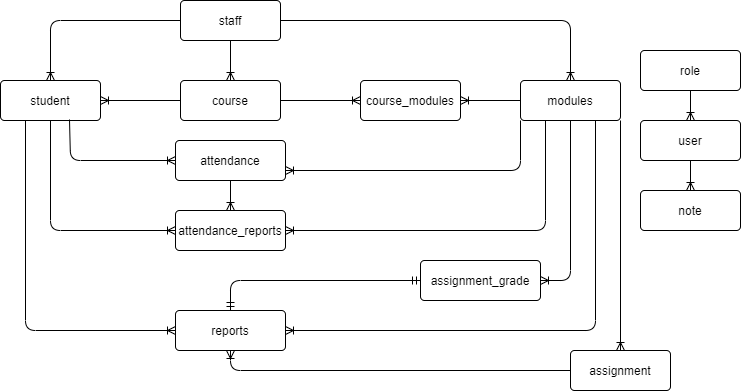 staff
student
course
course_modules
modules
role
user
note
attendance
attendance_reports
assignment_grade
reports
assignment